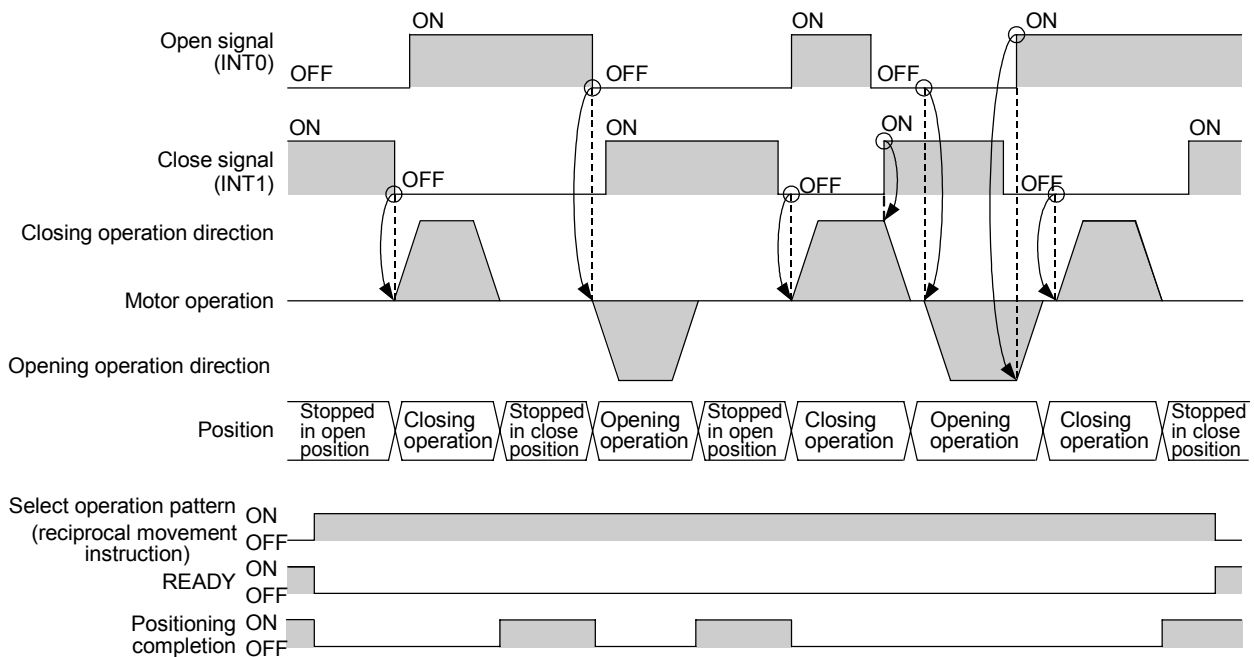 ON
ON
ON
Open signal
(INT0)
OFF
OFF
OFF
ON
ON
ON
ON
Close signal
(INT1)
OFF
OFF
OFF
Closing operation direction
Motor operation
Opening operation direction
Position
Stopped
in open
position
Closing
operation
Stopped
in close
position
Opening
operation
Stopped
in open
position
Closing
operation
Opening
operation
Closing
operation
Stopped
in close
position
Select operation pattern
(reciprocal movement
instruction)
ON
OFF
READY
ON
OFF
Positioning
completion
ON
OFF